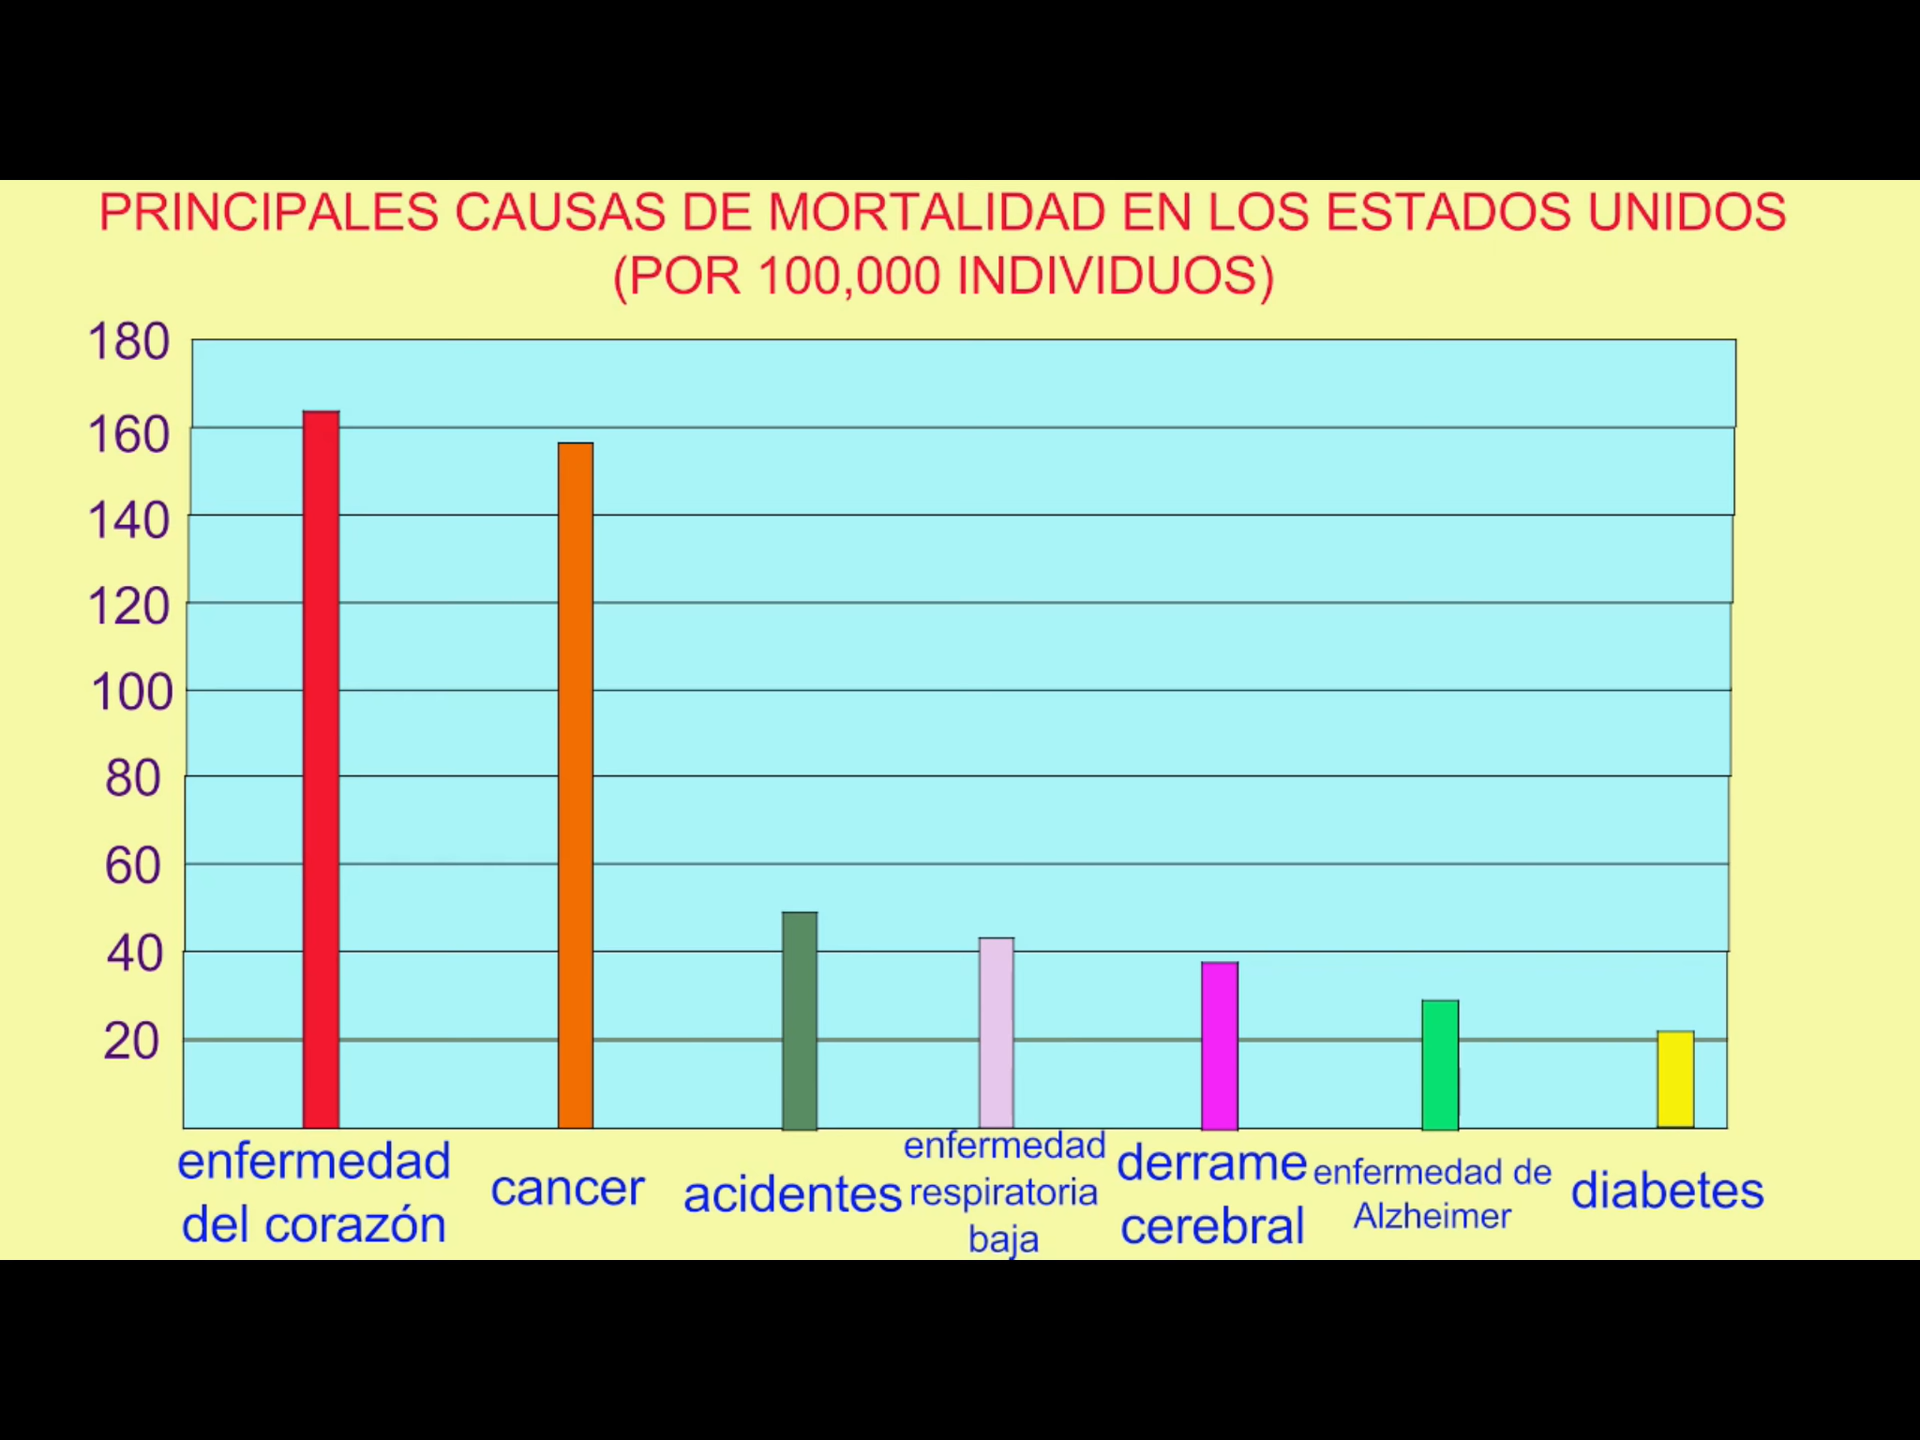 PRINCIPALES CAUSAS DE MORTALIDAD EN LOS ESTADOS UNIDOS
(POR 100,000 INDIVIDUOS)
180
160
140
120
100
80
60
40
20
enfermedad
del corazón
cancer
acidentes
enfermedad
respiratoria
baja
derrame
cerebral
enfermedad de
Alzheimer
diabetes